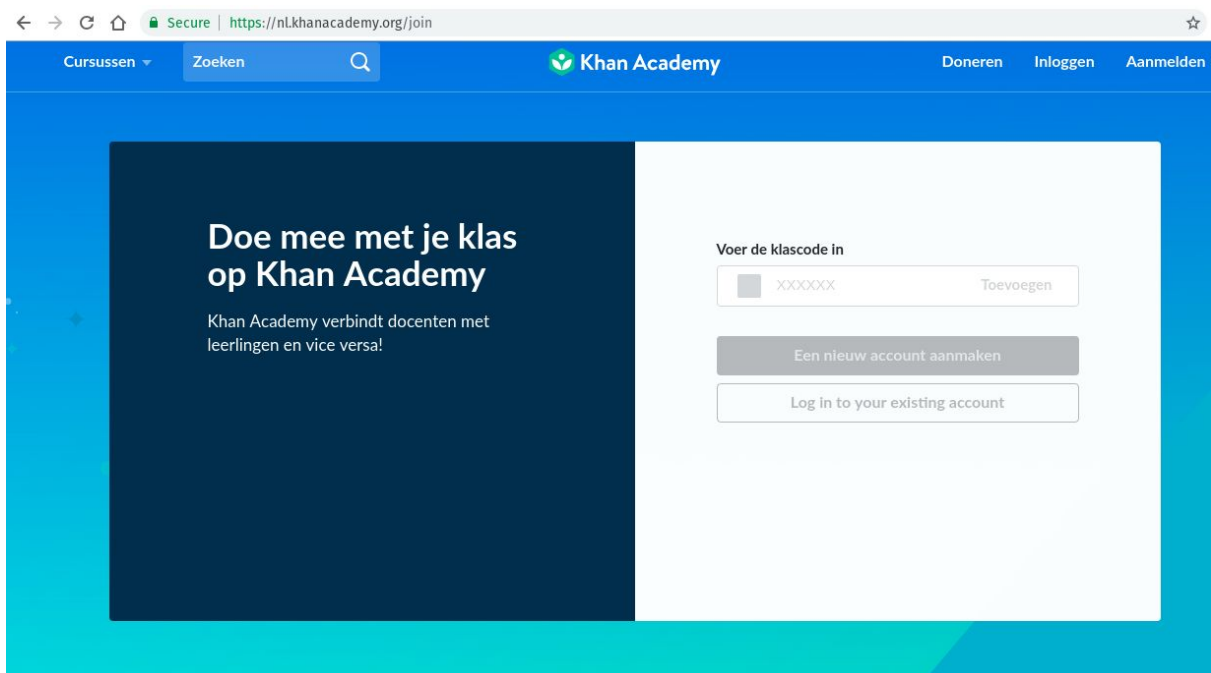 Secure | https://nl.khanacademy.org/join
Cursussen Zoeken Khan Academy Doneren Inloggen Aanmelden
Doe mee met je klas
op Khan Academy
Khan Academy verbindt docenten met
leerlingen en vice versa!
Voer de klascode in
XXXXXX Toevoegen
Een nieuw account aanmaken
Log in to your existing account